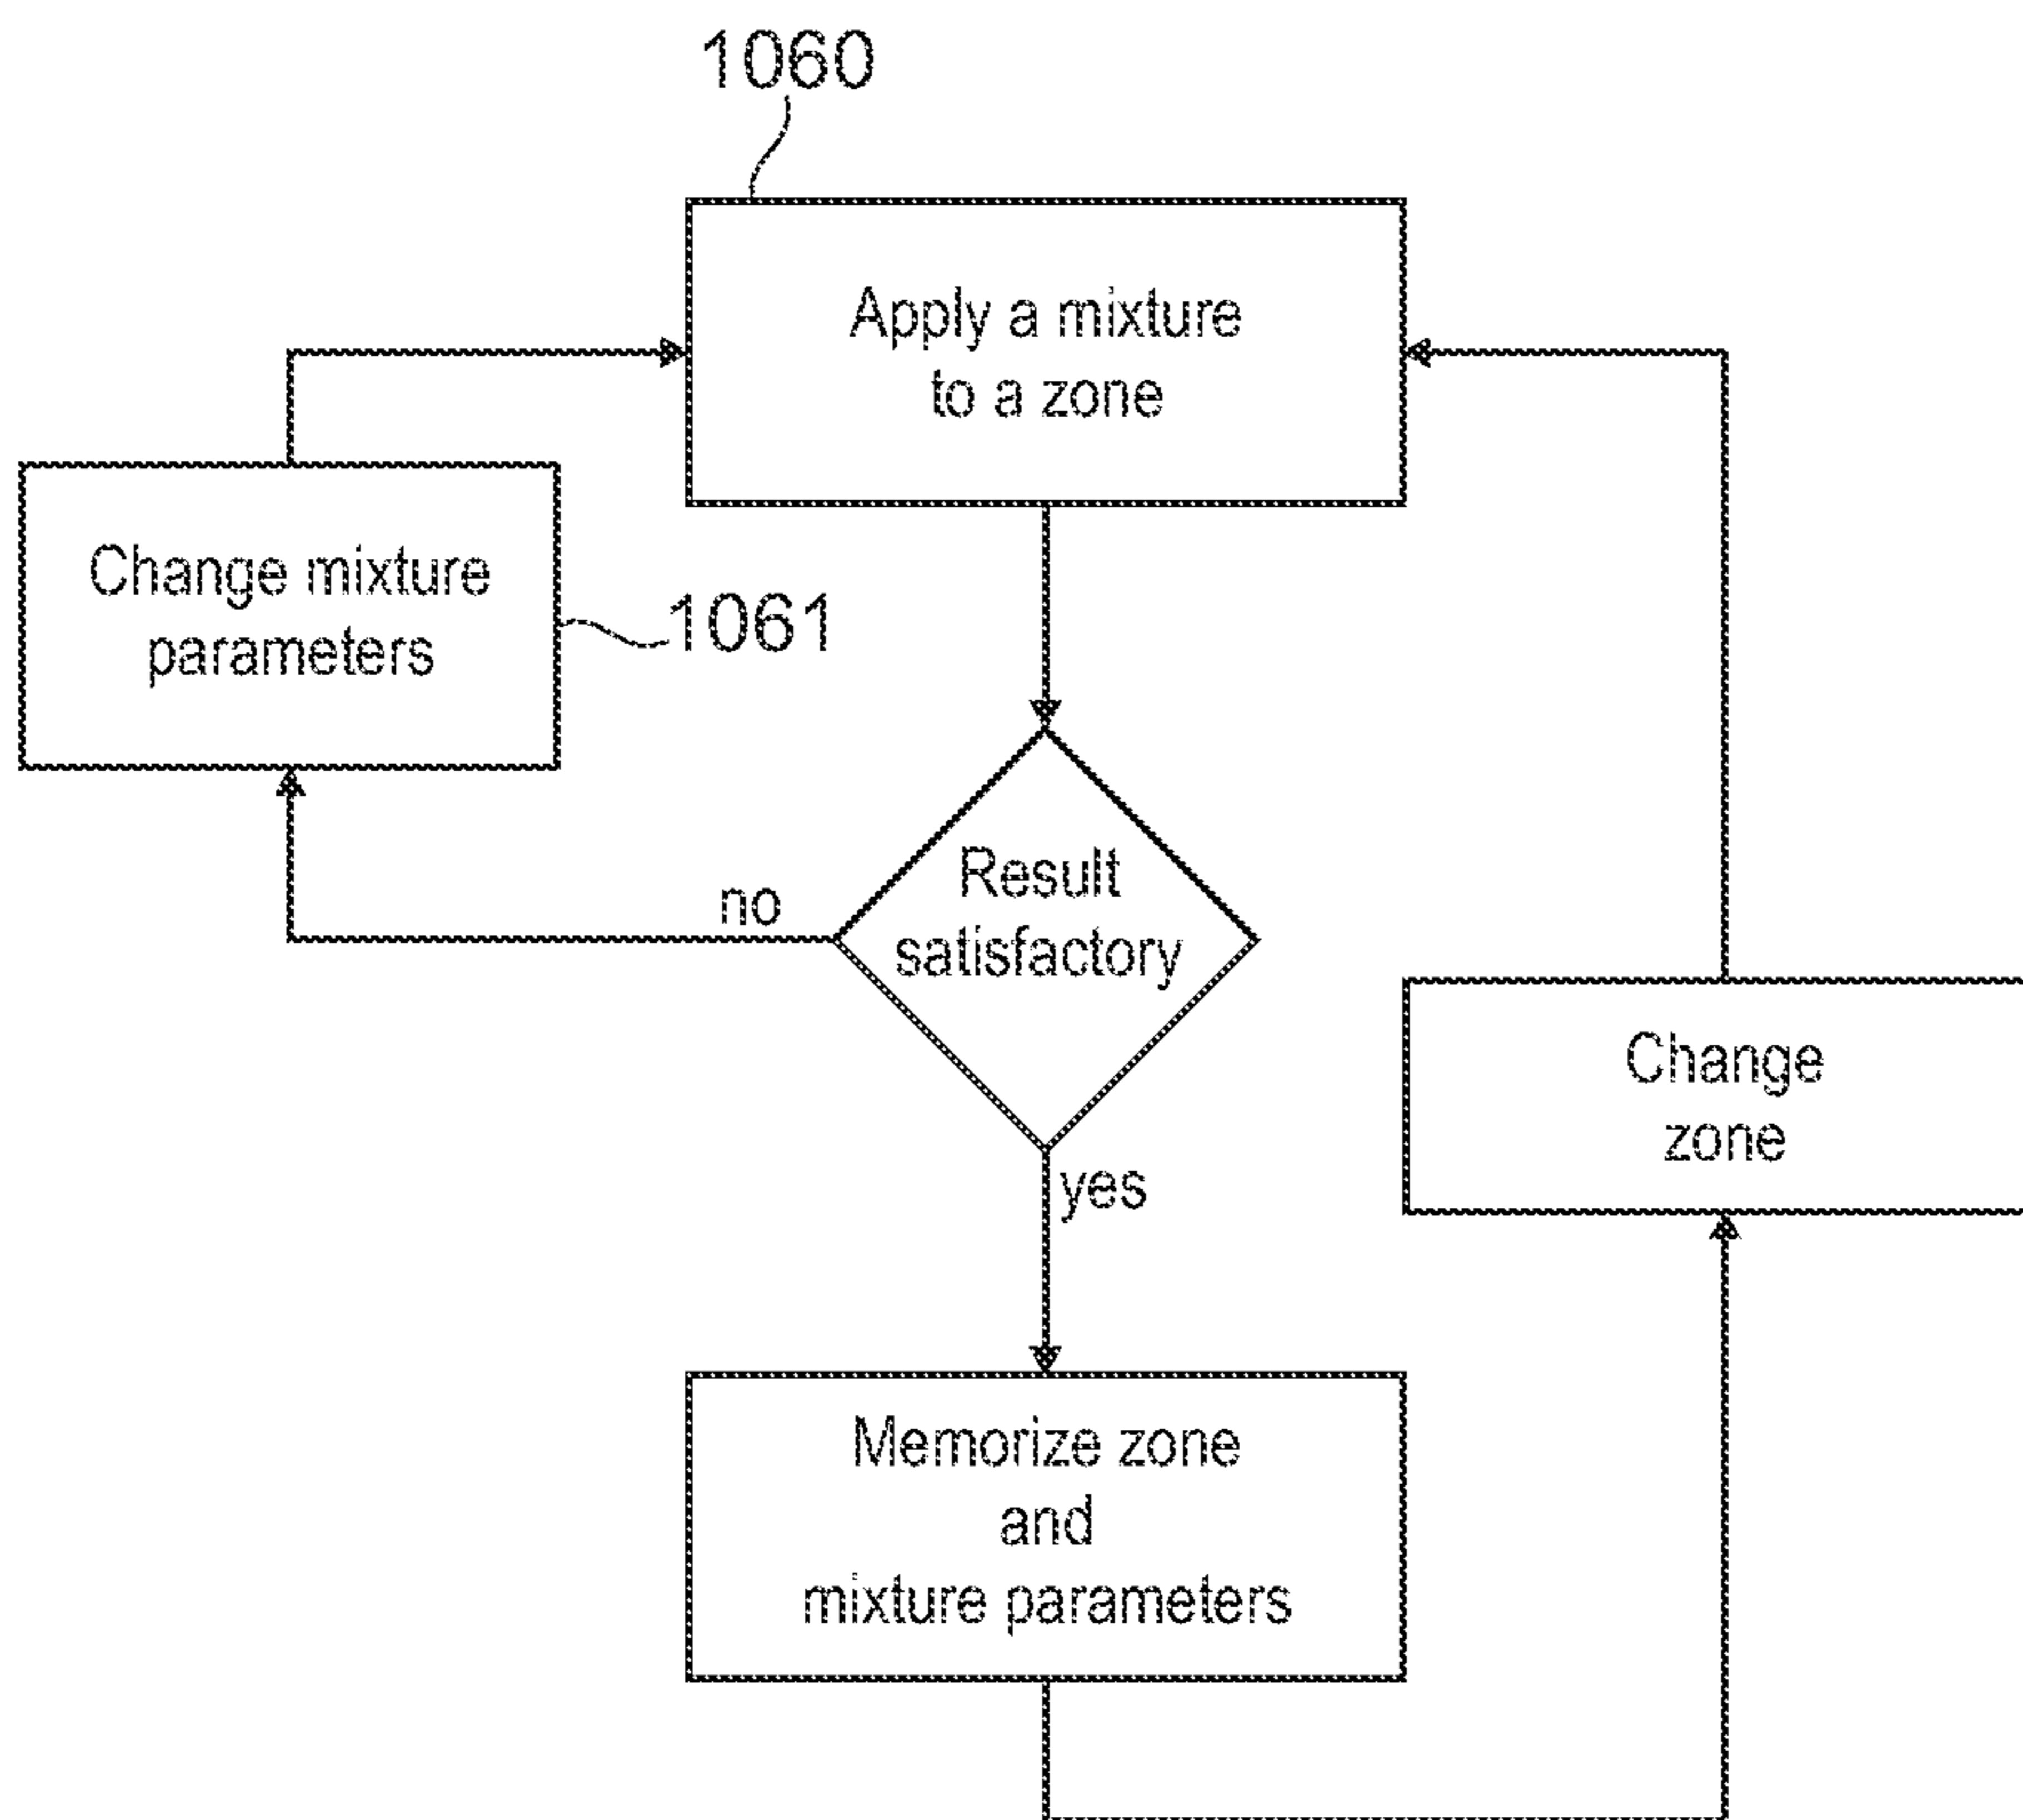 1060
Apply a mixture
to a zone
Change mixture
parameters
1061
Result
satisfactory
no
yes
Change
zone
Memorize zone
and
mixture parameters